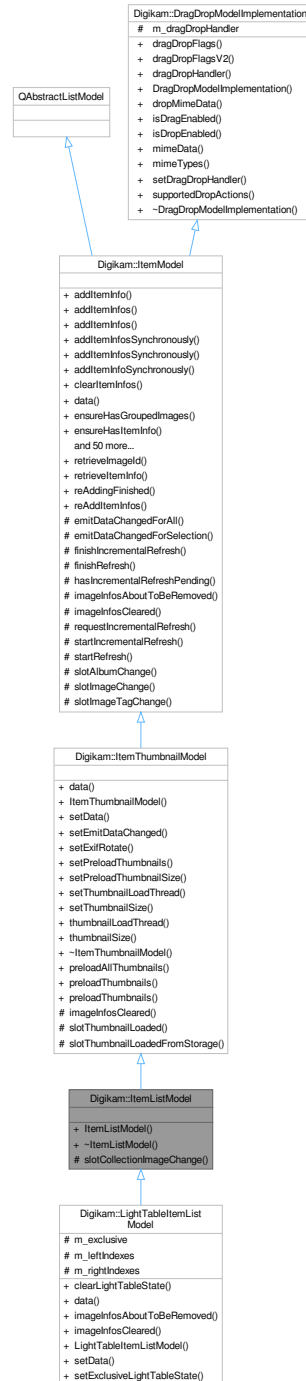 Digikam::DragDropModelImplementation
# m_dragDropHandler
+ dragDropFlags()
+ dragDropFlagsV2()
+ dragDropHandler()
+ DragDropModelImplementation()
+ dropMimeData()
+ isDragEnabled()
+ isDropEnabled()
+ mimeData()
+ mimeTypes()
+ setDragDropHandler()
+ supportedDropActions()
+ ~DragDropModelImplementation()
QAbstractListModel
Digikam::ItemModel
+ addItemInfo()
+ addItemInfos()
+ addItemInfos()
+ addItemInfosSynchronously()
+ addItemInfosSynchronously()
+ addItemInfoSynchronously()
+ clearItemInfos()
+ data()
+ ensureHasGroupedImages()
+ ensureHasItemInfo()
and 50 more...
+ retrieveImageId()
+ retrieveItemInfo()
+ reAddingFinished()
+ reAddItemInfos()
# emitDataChangedForAll()
# emitDataChangedForSelection()
# finishIncrementalRefresh()
# finishRefresh()
# hasIncrementalRefreshPending()
# imageInfosAboutToBeRemoved()
# imageInfosCleared()
# requestIncrementalRefresh()
# startIncrementalRefresh()
# startRefresh()
# slotAlbumChange()
# slotImageChange()
# slotImageTagChange()
Digikam::ItemThumbnailModel
+ data()
+ ItemThumbnailModel()
+ setData()
+ setEmitDataChanged()
+ setExifRotate()
+ setPreloadThumbnails()
+ setPreloadThumbnailSize()
+ setThumbnailLoadThread()
+ setThumbnailSize()
+ thumbnailLoadThread()
+ thumbnailSize()
+ ~ItemThumbnailModel()
+ preloadAllThumbnails()
+ preloadThumbnails()
+ preloadThumbnails()
# imageInfosCleared()
# slotThumbnailLoaded()
# slotThumbnailLoadedFromStorage()
Digikam::ItemListModel
+ ItemListModel()
+ ~ItemListModel()
# slotCollectionImageChange()
Digikam::LightTableItemList
Model
# m_exclusive
# m_leftIndexes
# m_rightIndexes
+ clearLightTableState()
+ data()
+ imageInfosAboutToBeRemoved()
+ imageInfosCleared()
+ LightTableItemListModel()
+ setData()
+ setExclusiveLightTableState()